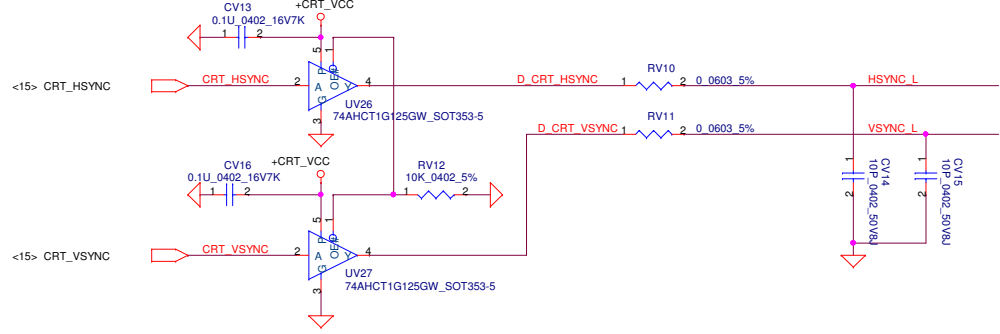 CV13
0.1U_0402_16V7K
+CRT_VCC
1 2
5 1
<15> CRT_HSYNC
CRT_HSYNC
2 P OE# A Y G 4
3
UV26
74AHCT1G125GW_SOT353-5
D_CRT_HSYNC
1 RV10 2
0_0603_5%
HSYNC_L
D_CRT_VSYNC
1 RV11 2
0_0603_5%
VSYNC_L
CV16
0.1U_0402_16V7K
+CRT_VCC
1 2
RV12
10K_0402_5%
1 2
5 1
<15> CRT_VSYNC
CRT_VSYNC
2 P OE# A Y G 4
3
UV27
74AHCT1G125GW_SOT353-5
1 2
CV14
10P_0402_50V8J
1 2
CV15
10P_0402_50V8J